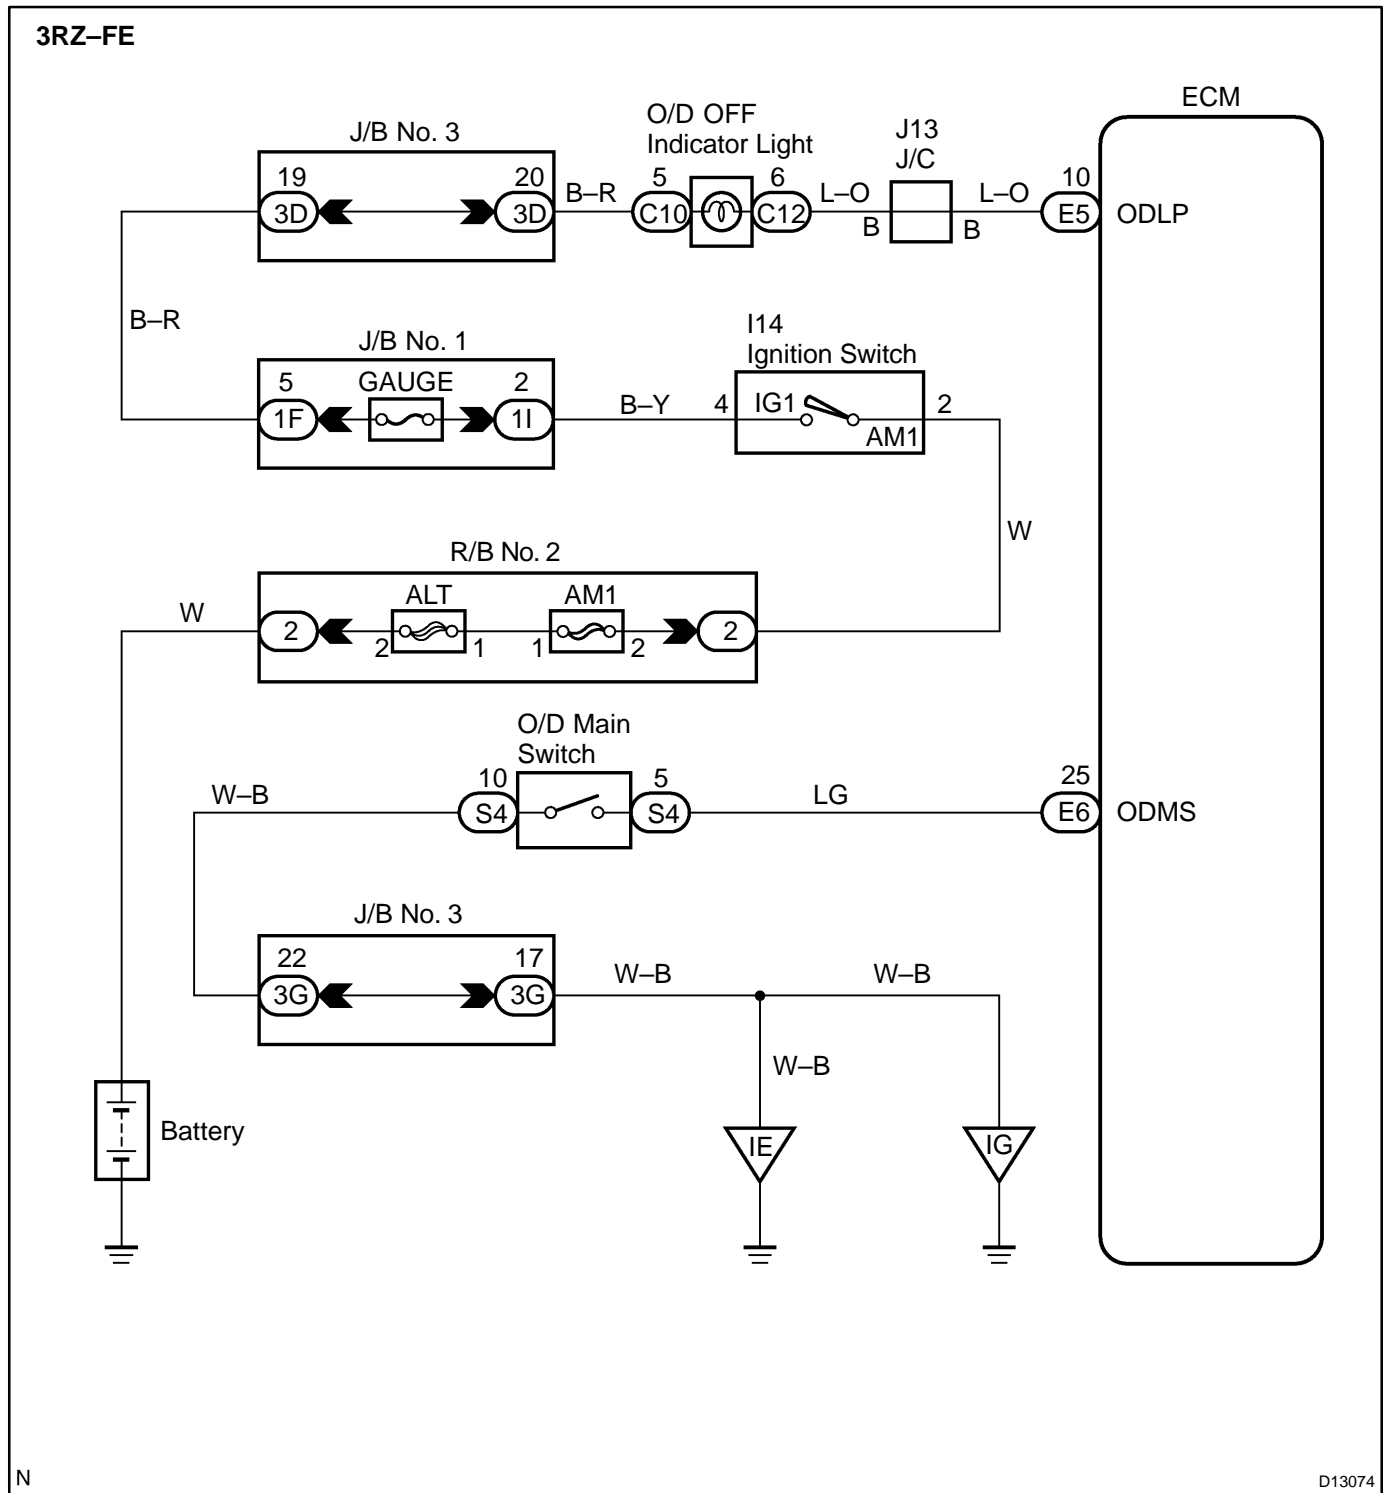 3RZ–FE
ECM
J/B No. 3
O/D OFF
Indicator Light
J13
J/C
19
20
5
6
10
3D
3D
B–R
C10
C12
L–O
B
B
L–O
E5
ODLP
B–R
J/B No. 1
I14
Ignition Switch
5
GAUGE
2
1F
1I
B–Y
4
IG1
AM1
2
W
R/B No. 2
W
ALT
AM1
2
2
1
1
2
2
O/D Main
Switch
W–B
10
5
S4
S4
LG
25
E6
ODMS
J/B No. 3
22
17
3G
3G
W–B
W–B
W–B
Battery
IE
IG
N
D13074